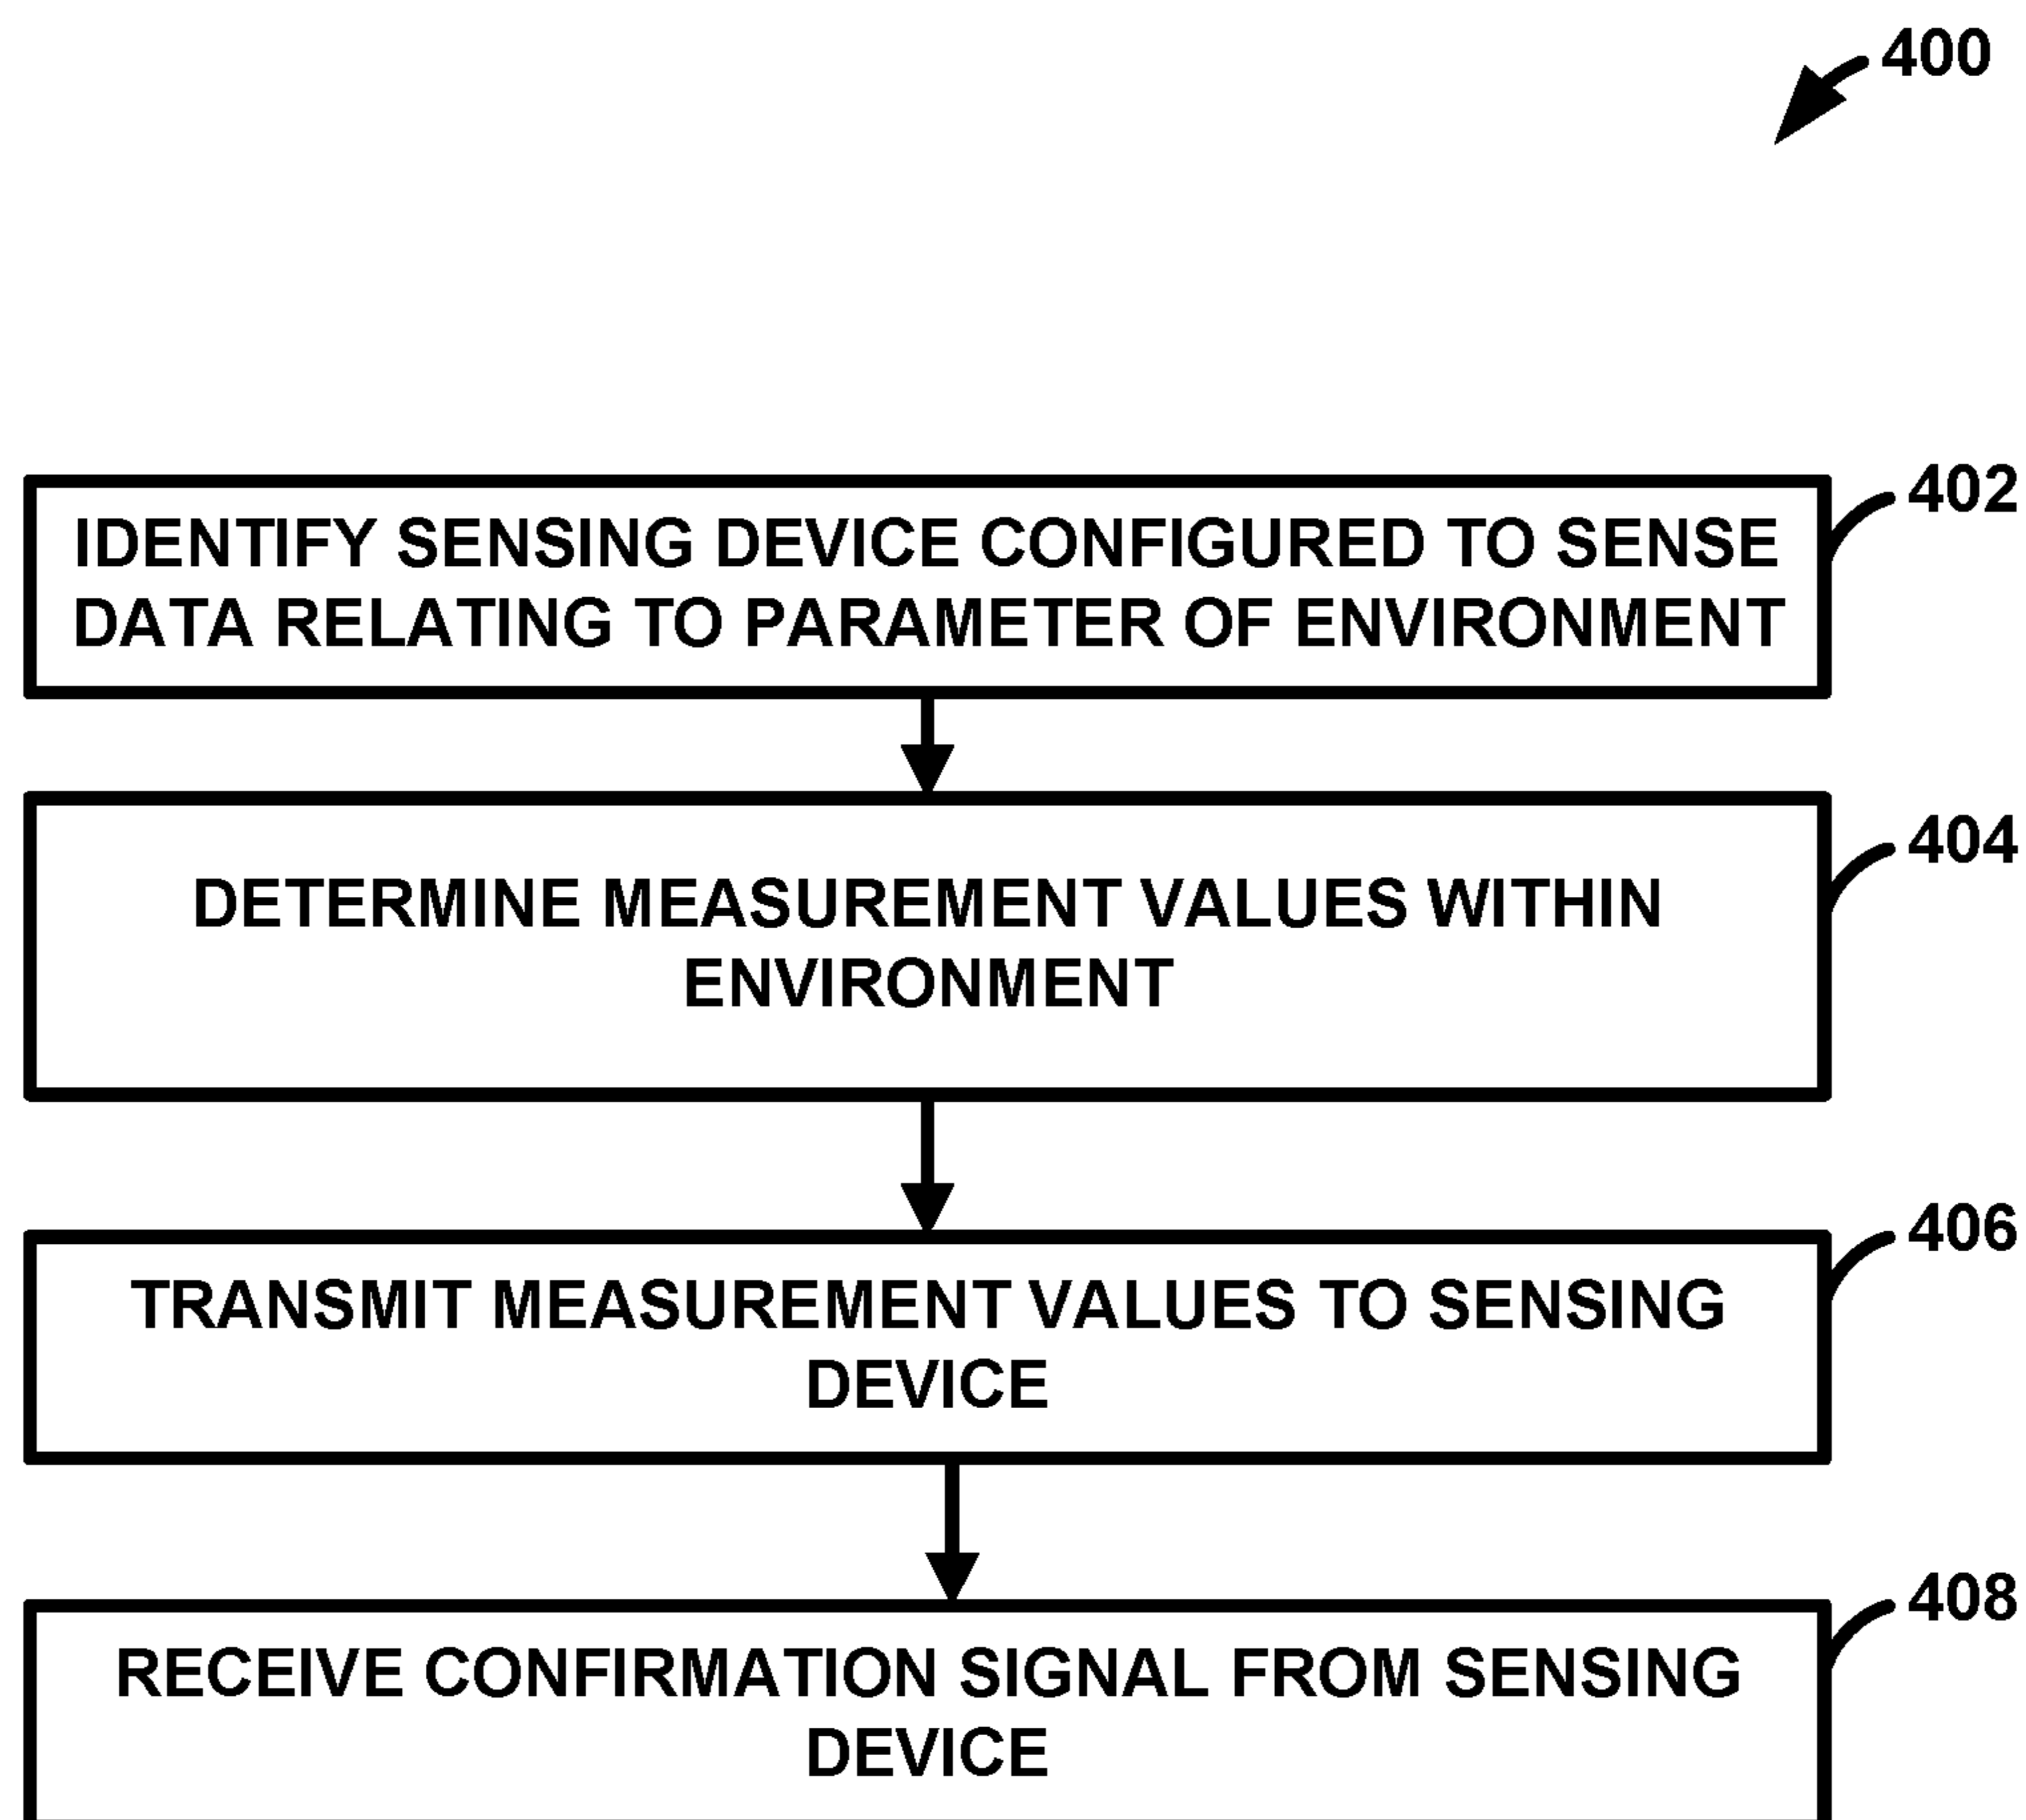 400
402
IDENTIFY SENSING DEVICE CONFIGURED TO SENSE
DATA RELATING TO PARAMETER OF ENVIRONMENT
404
DETERMINE MEASUREMENT VALUES WITHIN
ENVIRONMENT
406
TRANSMIT MEASUREMENT VALUES TO SENSING
DEVICE
408
RECEIVE CONFIRMATION SIGNAL FROM SENSING
DEVICE